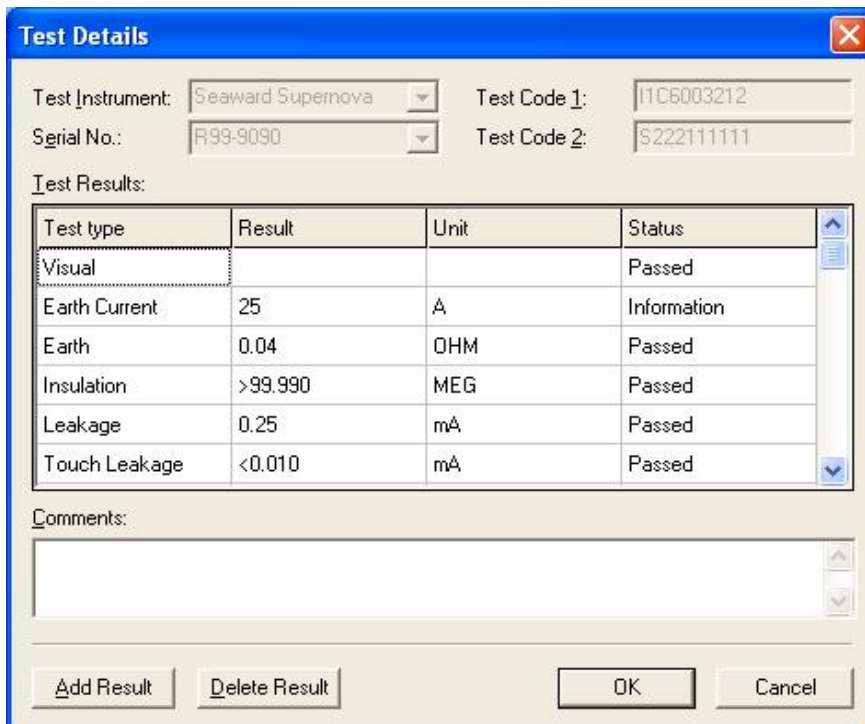 Test Details
Test Instrument: Seaward Supernova Test Code 1: I1C6003212
Serial No.: R99-9090 Test Code 2: S222111111
Test Results:
Test type Result Unit Status
Visual Passed
Earth Current 25 A Information
Earth 0.04 OHM Passed
Insulation >99.990 MEG Passed
Leakage 0.25 mA Passed
Touch Leakage <0.010 mA Passed
Comments:
Add Result Delete Result OK Cancel